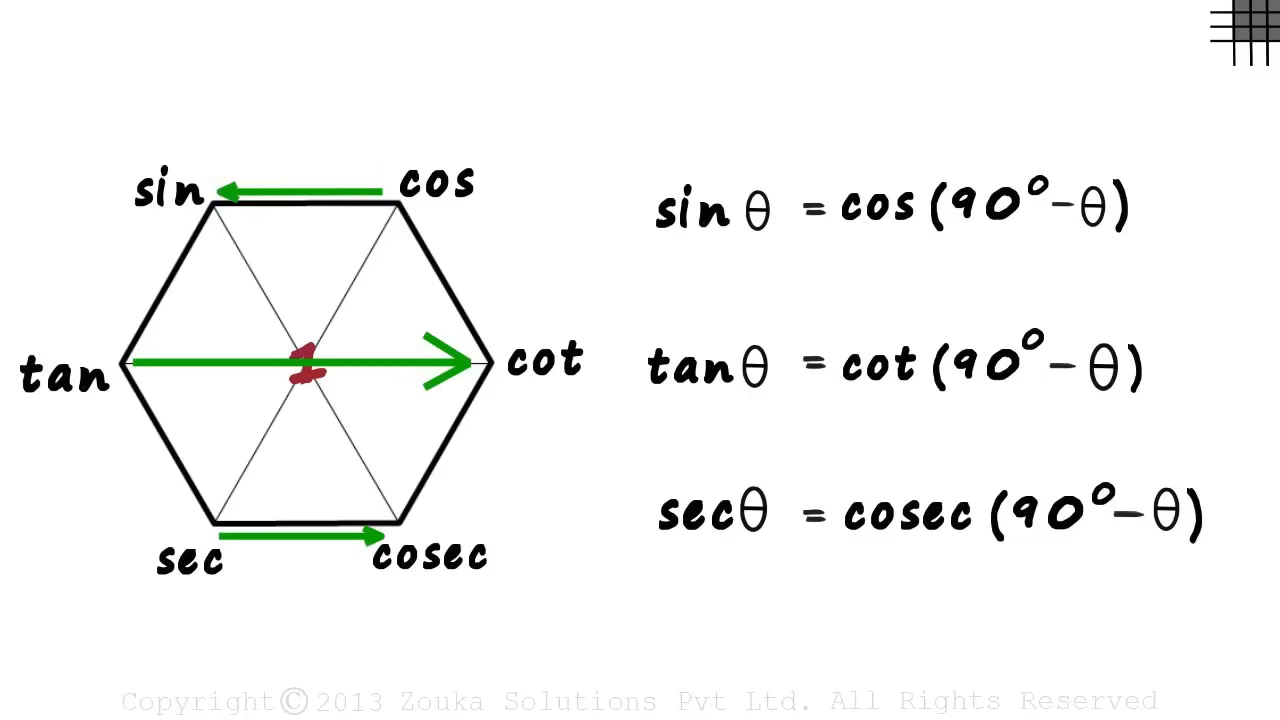 sin
cos
sin θ = cos (90° - θ)
tan
1
cot
tan θ = cot (90° - θ)
sec
cosec
sec θ = cosec (90° - θ)
Copyright © 2013 Zouka Solutions Pvt Ltd. All Rights Reserved